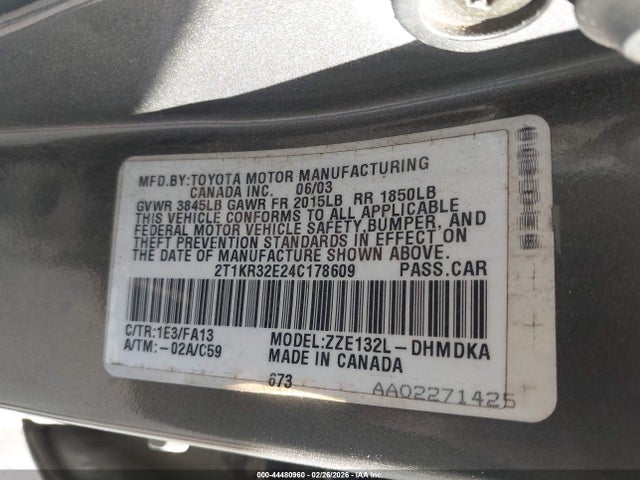 MFD.BY:TOYOTA MOTOR MANUFACTURING
CANADA INC. 06/03
GVWR 3845LB GAWR FR 2015LB RR 1850LB
THIS VEHICLE CONFORMS TO ALL APPLICABLE
FEDERAL MOTOR VEHICLE SAFETY,BUMPER, AND
THEFT PREVENTION STANDARDS IN EFFECT ON
THE DATE OF MANUFACTURE SHOWN ABOVE.
2T1KR32E24C178609 PASS.CAR
C/TR:1E3/FA13 MODEL:ZZE132L-DHMDKA
A/TM:-02A/C59 MADE IN CANADA
673 AA02271425
000-44480960 - 02/26/2026 - IAAI.COM